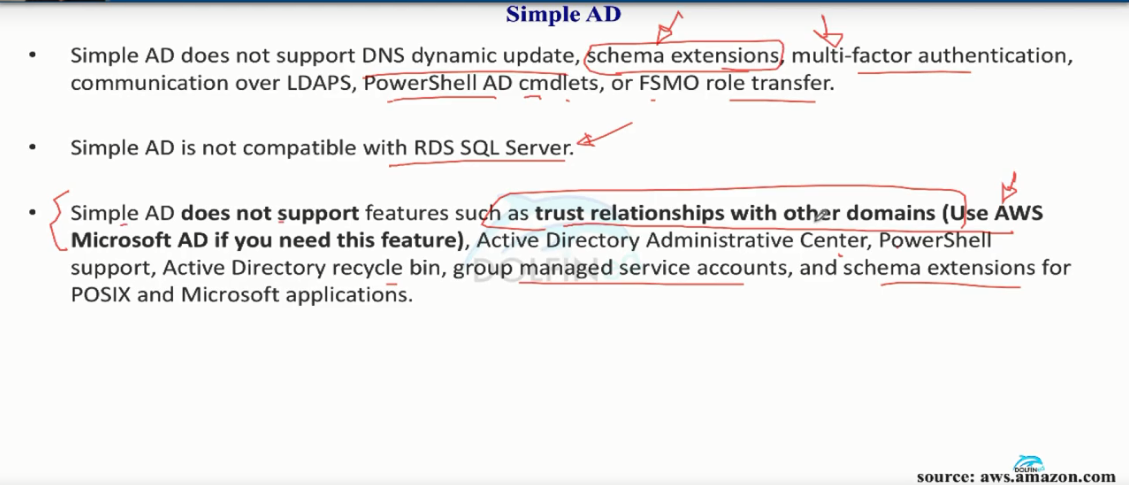 Simple AD
• Simple AD does not support DNS dynamic update, schema extensions, multi-factor authentication,
communication over LDAPS, PowerShell AD cmdlets, or FSMO role transfer.
• Simple AD is not compatible with RDS SQL Server.
• Simple AD does not support features such as trust relationships with other domains (Use AWS
Microsoft AD if you need this feature), Active Directory Administrative Center, PowerShell
support, Active Directory recycle bin, group managed service accounts, and schema extensions for
POSIX and Microsoft applications.
DOLFIN
DOLFIN
source: aws.amazon.com